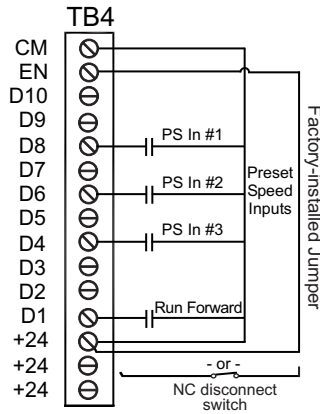 TB4
CM
EN
D10
D9
D8
D7
D6
D5
D4
D3
D2
D1
+24
+24
+24
PS In #1
PS In #2
PS In #3
Run Forward
Preset
Speed
Inputs
Factory-installed Jumper
- or -
NC disconnect
switch